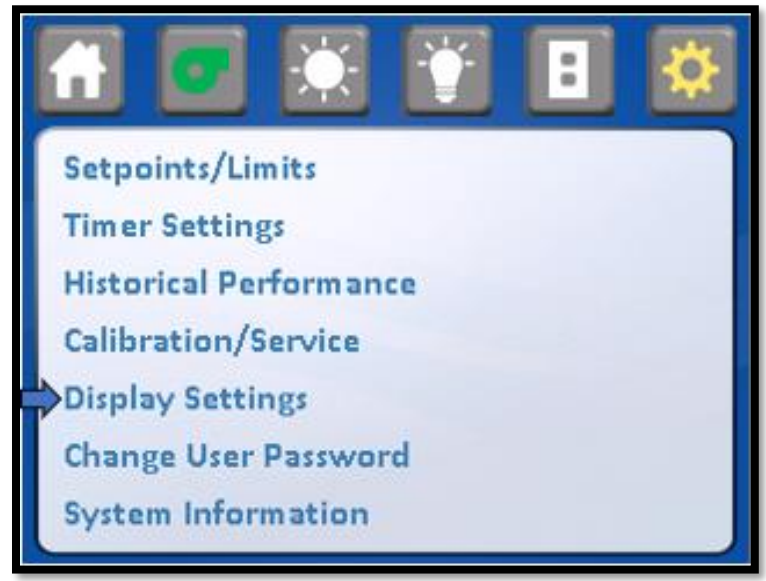 Setpoints/Limits
Timer Settings
Historical Performance
Calibration/Service
Display Settings
Change User Password
System Information